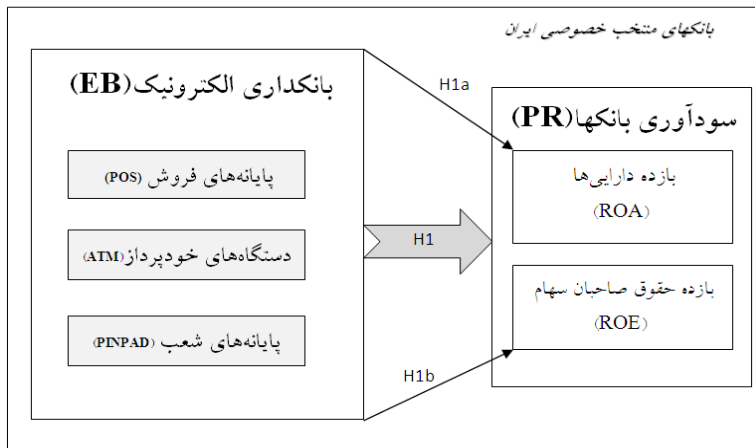 بانکهای منتخب خصوصی ایران
بانکداری الکترونیک(EB)
پایانه‌های فروش (POS)
دستگاه‌های خودپرداز(ATM)
پایانه‌های شعب (PINPAD)
H1a
H1
H1b
سودآوری بانکها(PR)
بازده دارایی‌ها
(ROA)
بازده حقوق صاحبان سهام
(ROE)